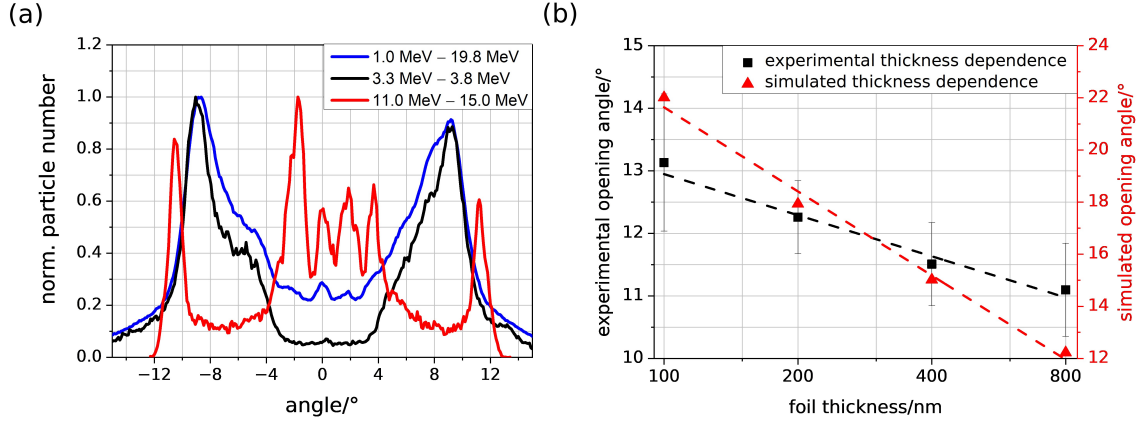 (a)
1.2
1.0
0.8
0.6
0.4
0.2
0.0
norm. particle number
1.0 MeV – 19.8 MeV
3.3 MeV – 3.8 MeV
11.0 MeV – 15.0 MeV
−12 −8 −4 0 4 8 12
angle/°
(b)
15
14
13
12
11
10
experimental opening angle/°
experimental thickness dependence
simulated thickness dependence
24
22
20
18
16
14
12
simulated opening angle/°
100 200 400 800
foil thickness/nm